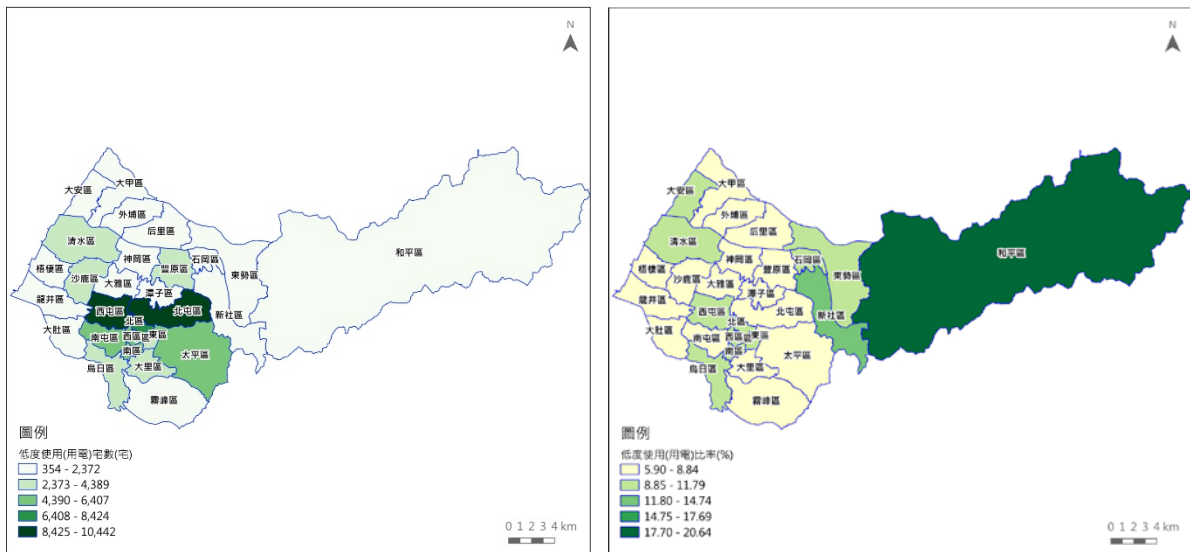 N
大甲區
大安區
外埔區
后里區
清水區
和平區
神岡區
石岡區
豐原區
梧棲區
東勢區
沙鹿區
大雅區
潭子區
龍井區
西屯區
北屯區
新社區
北區
大肚區
南屯區
西區
東區
南區
太平區
大里區
烏日區
霧峰區
圖例
低度使用(用電)宅數(宅)
354 - 2,372
2,373 - 4,389
4,390 - 6,407
6,408 - 8,424
8,425 - 10,442
0 1 2 3 4 km
N
大甲區
大安區
外埔區
后里區
清水區
和平區
神岡區
石岡區
豐原區
梧棲區
東勢區
沙鹿區
大雅區
潭子區
龍井區
西屯區
北屯區
新社區
北區
大肚區
南屯區
西區
東區
南區
太平區
大里區
烏日區
霧峰區
圖例
低度使用(用電)比率(%)
5.90 - 8.84
8.85 - 11.79
11.80 - 14.74
14.75 - 17.69
17.70 - 20.64
0 1 2 3 4 km